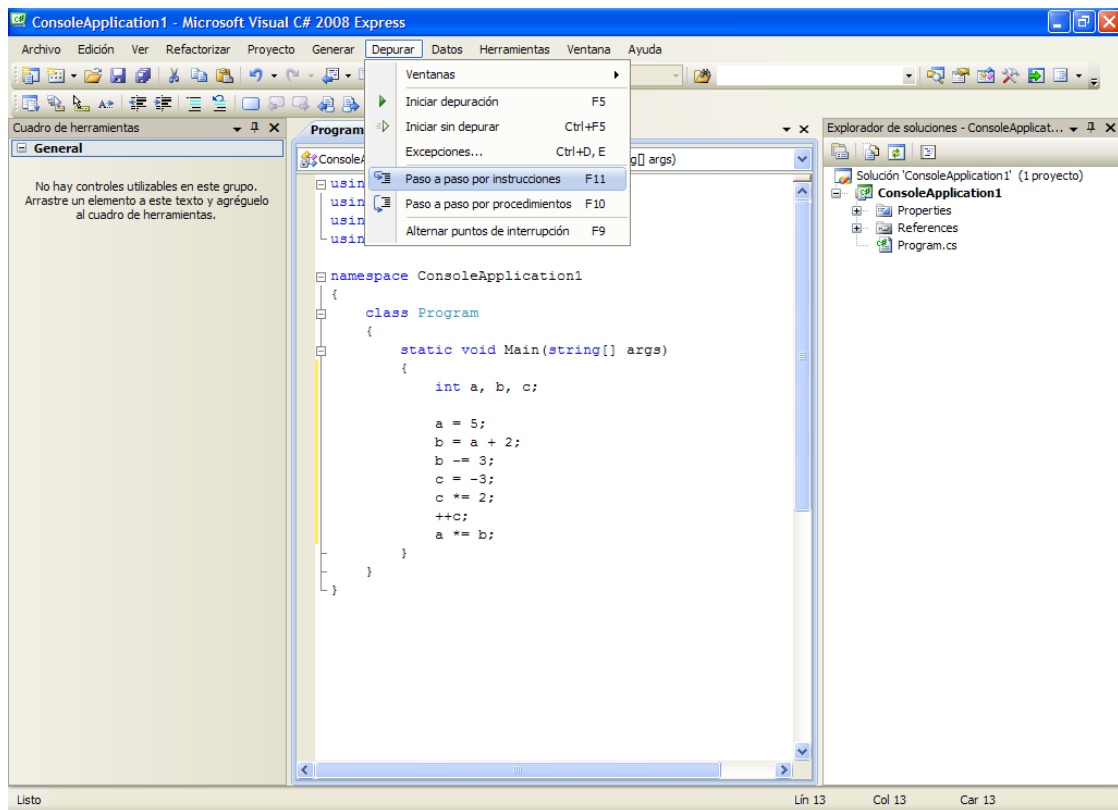 ConsoleApplication1 - Microsoft Visual C# 2008 Express
Archivo Edición Ver Refactorizar Proyecto Generar Depurar Datos Herramientas Ventana Ayuda
Ventanas
Iniciar depuración F5
Iniciar sin depurar Ctrl+F5
Excepciones... Ctrl+D, E
Paso a paso por instrucciones F11
Paso a paso por procedimientos F10
Alternar puntos de interrupción F9
Cuadro de herramientas
General
No hay controles utilizables en este grupo.
Arrastre un elemento a este texto y agréguelo
al cuadro de herramientas.
Program
ConsoleA
g[] args)
usin
usin
usin
usin
namespace ConsoleApplication1
{
class Program
{
static void Main(string[] args)
{
int a, b, c;
a = 5;
b = a + 2;
b -= 3;
c = -3;
c *= 2;
++c;
a *= b;
}
}
}
Explorador de soluciones - ConsoleApplicat...
Solución 'ConsoleApplication1' (1 proyecto)
ConsoleApplication1
Properties
References
Program.cs
Listo Lín 13 Col 13 Car 13